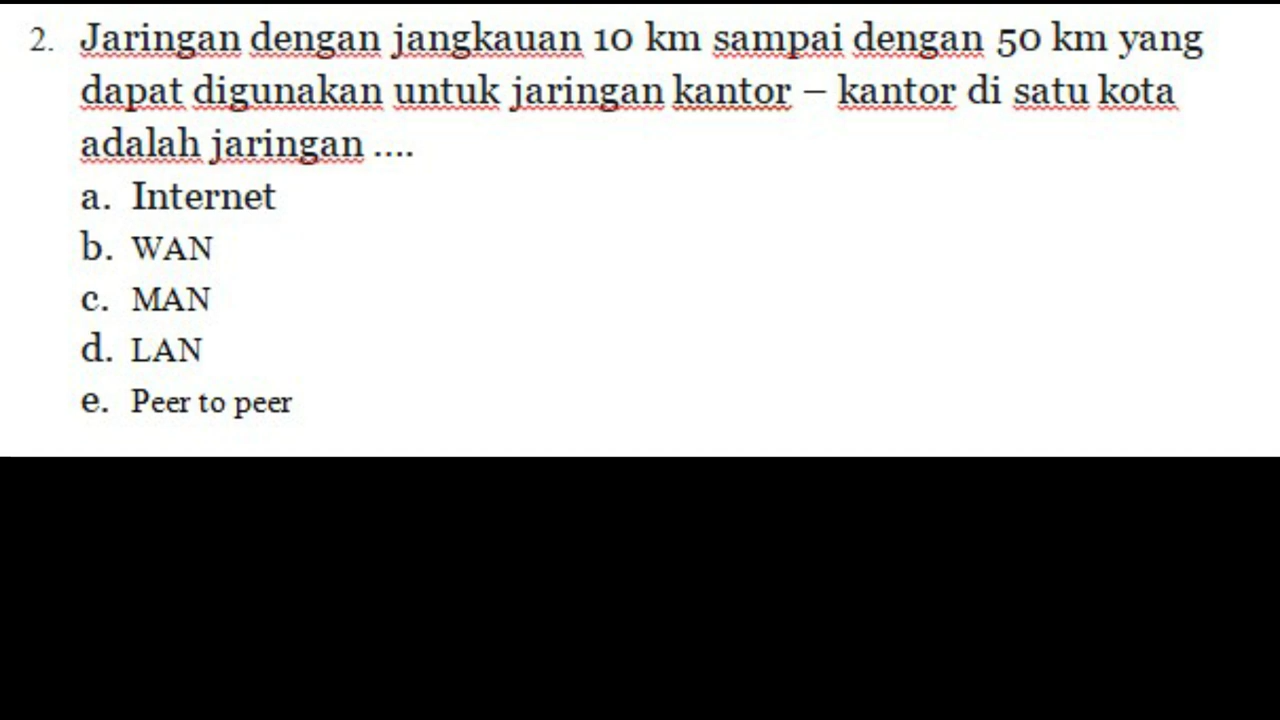 2. Jaringan dengan jangkauan 10 km sampai dengan 50 km yang
dapat digunakan untuk jaringan kantor – kantor di satu kota
adalah jaringan ....
a. Internet
b. WAN
c. MAN
d. LAN
e. Peer to peer